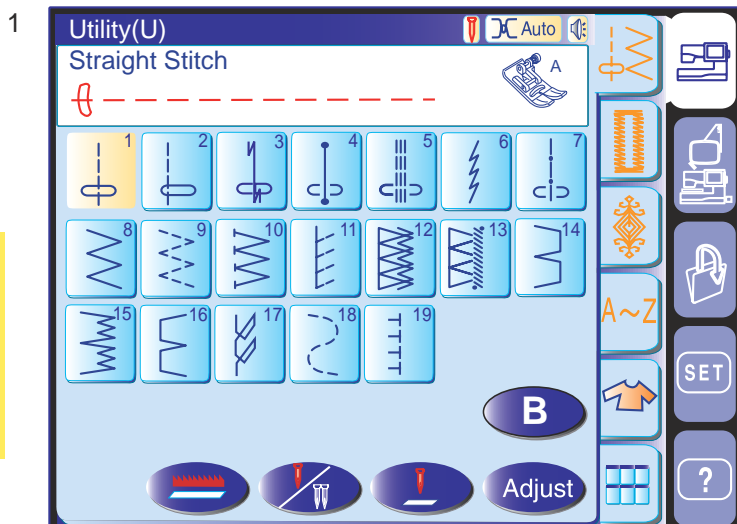 1
Utility(U)
Auto
Straight Stitch
A
1 2 3 4 5 6 7
8 9 10 11 12 13 14
15 16 17 18 19
A~Z
SET
B
Adjust
?